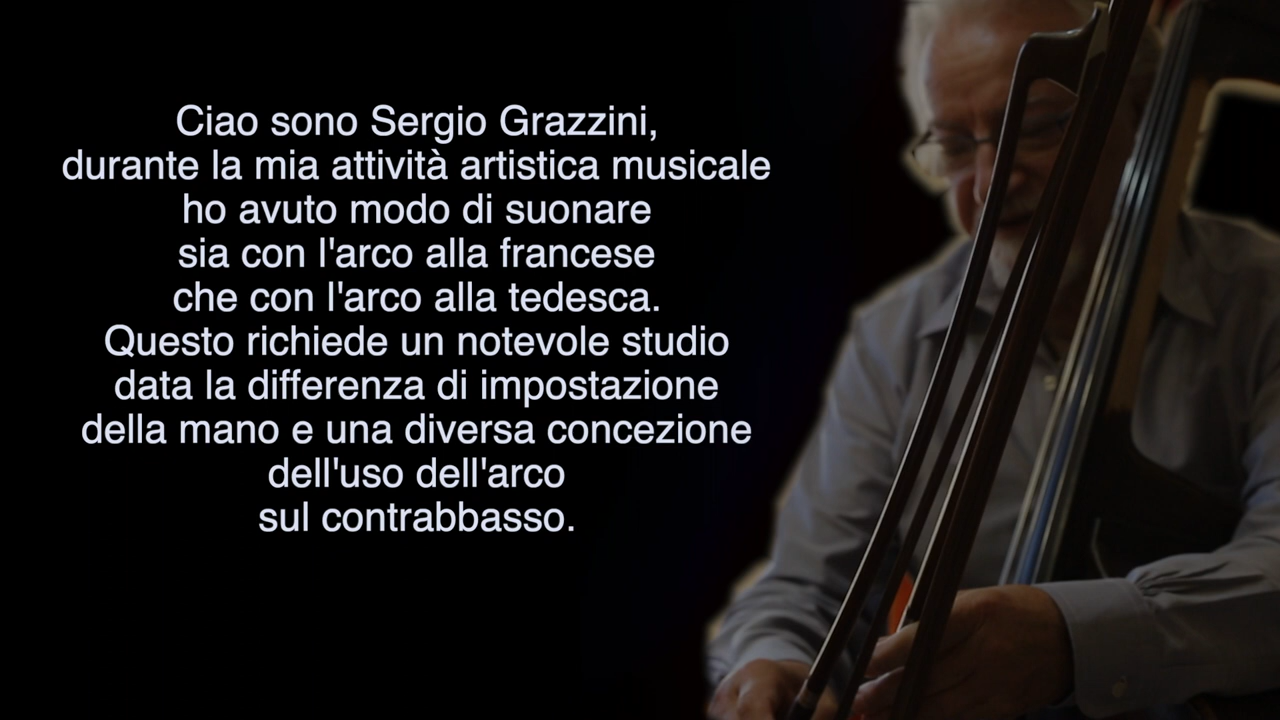 Ciao sono Sergio Grazzini,
durante la mia attività artistica musicale
ho avuto modo di suonare
sia con l'arco alla francese
che con l'arco alla tedesca.
Questo richiede un notevole studio
data la differenza di impostazione
della mano e una diversa concezione
dell'uso dell'arco
sul contrabbasso.